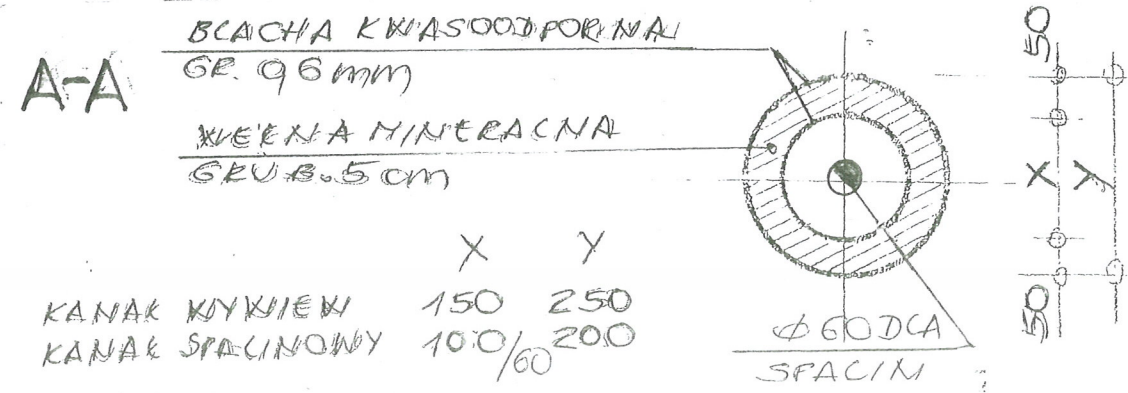 A-A
BLACHA KWASOODPORNA
GR. 0,6 mm
WEŁNA MINERALNA
GRUB. 5 cm
X Y
KANAŁ WYWIEW 150 250
KANAŁ SPALINOWY 100/60 200
Ø 60 DLA
SPALIN
50
X Y
50